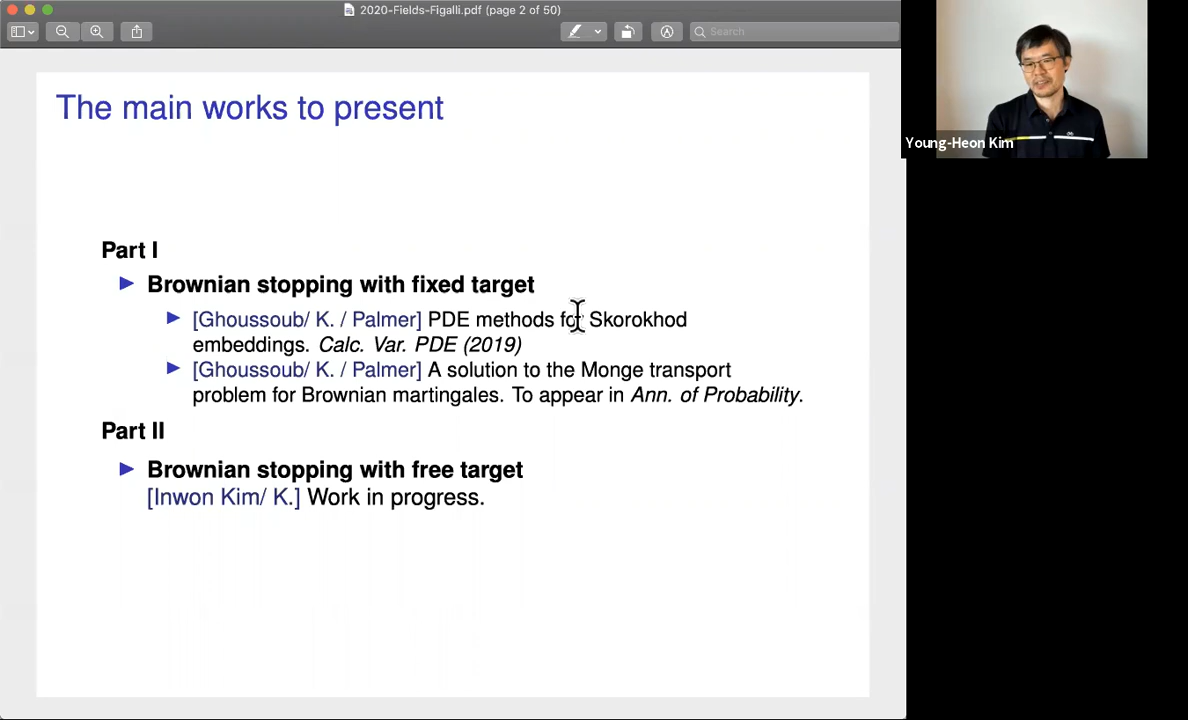 2020-Fields-Figalli.pdf (page 2 of 50)
Search
Young-Heon Kim
The main works to present
Part I
Brownian stopping with fixed target
[Ghoussoub/ K. / Palmer] PDE methods for Skorokhod
embeddings. Calc. Var. PDE (2019)
[Ghoussoub/ K. / Palmer] A solution to the Monge transport
problem for Brownian martingales. To appear in Ann. of Probability.
Part II
Brownian stopping with free target
[Inwon Kim/ K.] Work in progress.